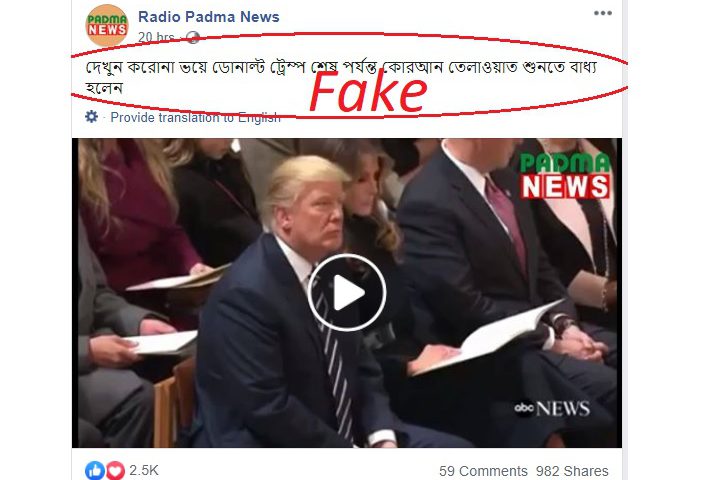 PADMA
NEWS
Radio Padma News
20 hrs ·
দেখুন করোনা ভয়ে ডোনাল্ট ট্রেম্প শেষ পর্যন্ত কোরআন তেলাওয়াত শুনতে বাধ্য
হলেন
Fake
· Provide translation to English
PADMA
NEWS
abc NEWS
2.5K
59 Comments 982 Shares